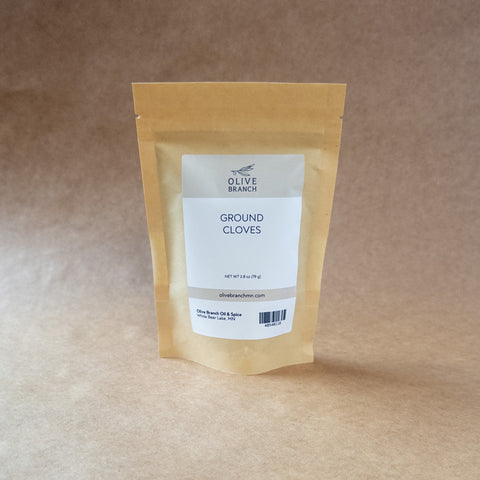 OLIVE
BRANCH
GROUND
CLOVES
NET WT 2.8 oz (79 g)
olivebranchmn.com
Olive Branch Oil & Spice
White Bear Lake, MN